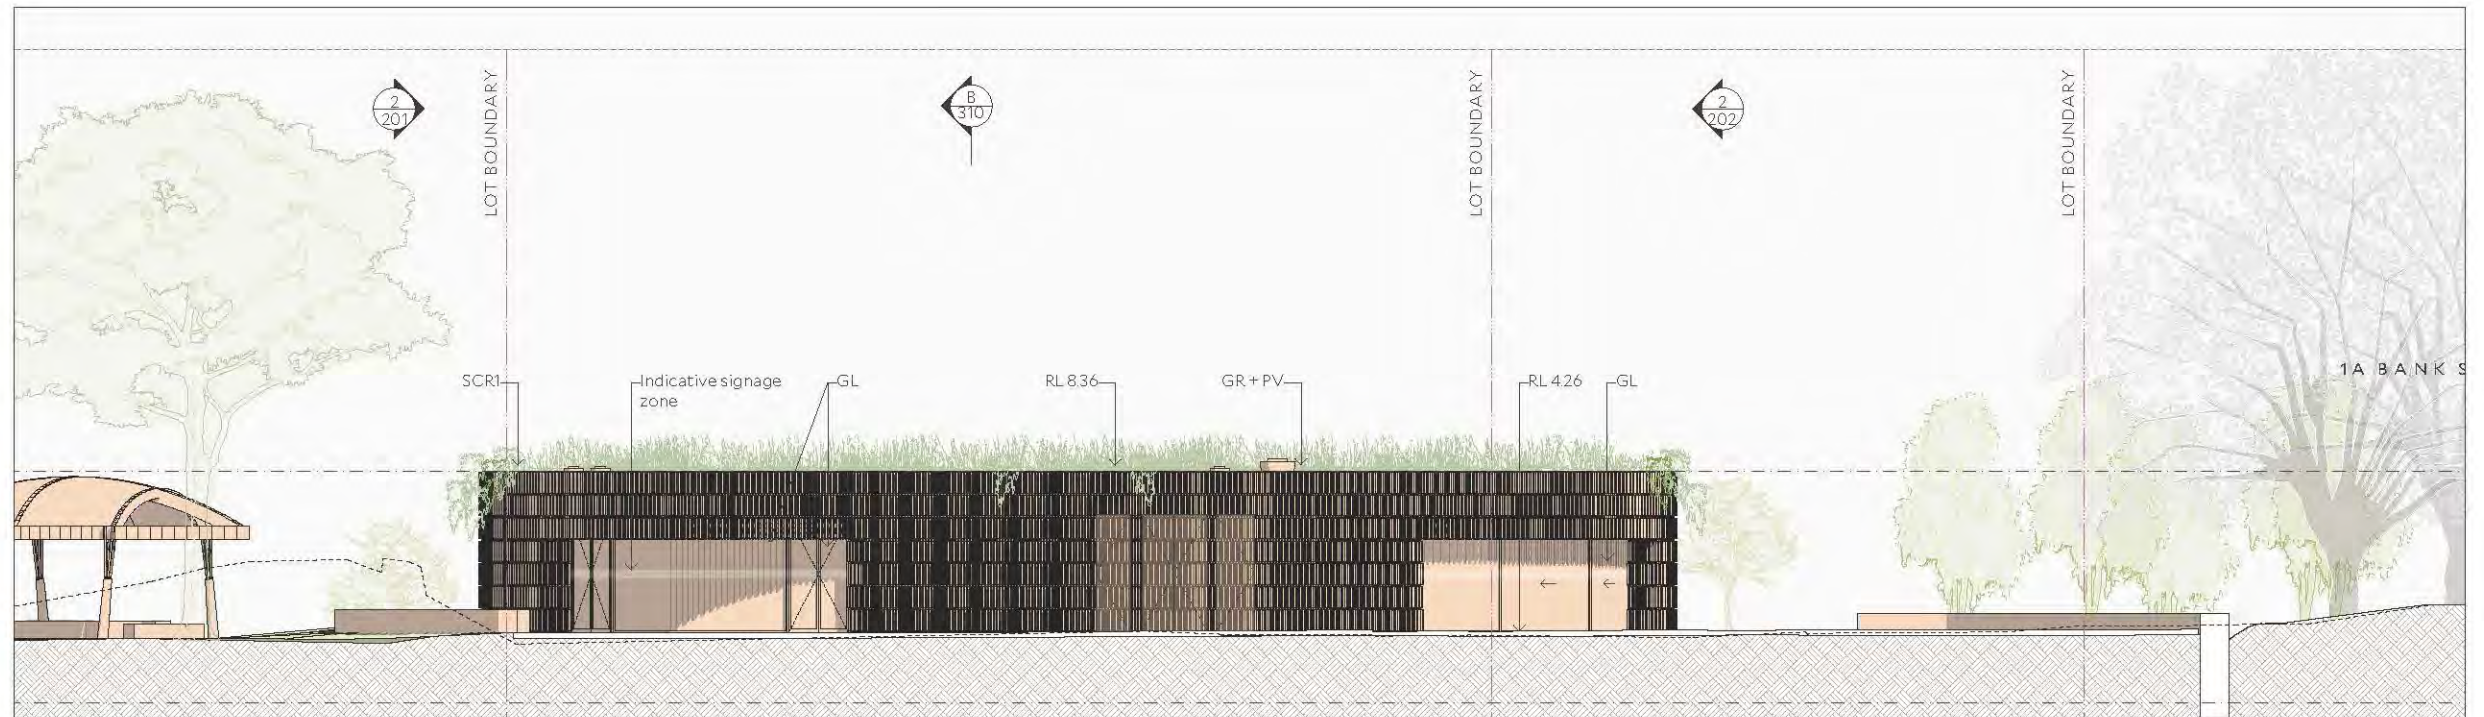 2
201
LOT BOUNDARY
B
310
LOT BOUNDARY
2
202
LOT BOUNDARY
1A BANK S
SCR1
Indicative signage
zone
GL
RL 8.36
GR + PV
RL 4.26
GL